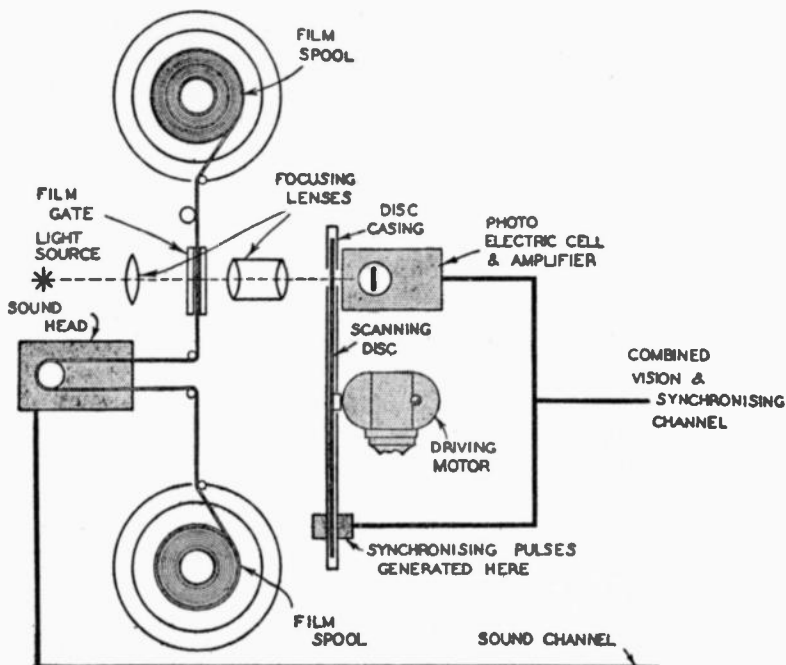 FILM
SPOOL
FOCUSING
LENSES
FILM
GATE
LIGHT
SOURCE
DISC
CASING
PHOTO
ELECTRIC CELL
& AMPLIFIER
SOUND
HEAD
SCANNING
DISC
COMBINED
VISION &
SYNCHRONISING
CHANNEL
DRIVING
MOTOR
SYNCHRONISING PULSES
GENERATED HERE
FILM
SPOOL
SOUND CHANNEL